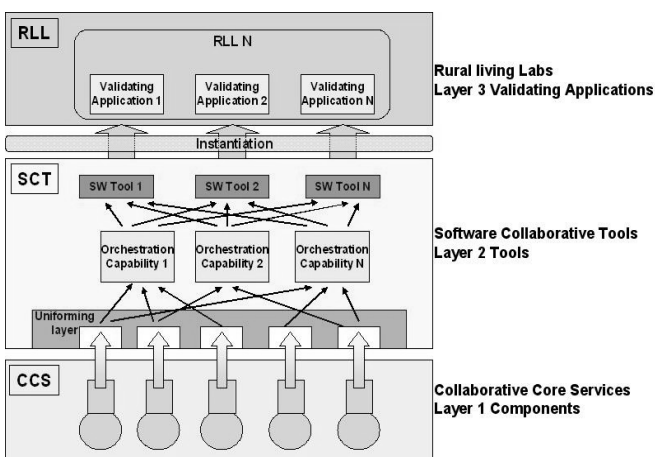 RLL
RLL N
Validating
Application 1
Validating
Application 2
Validating
Application N
Rural living Labs
Layer 3 Validating Applications
Instantiation
SCT
SW Tool 1
SW Tool 2
SW Tool N
Orchestration
Capability 1
Orchestration
Capability 2
Orchestration
Capability N
Software Collaborative Tools
Layer 2 Tools
Uniforming
layer
CCS
Collaborative Core Services
Layer 1 Components